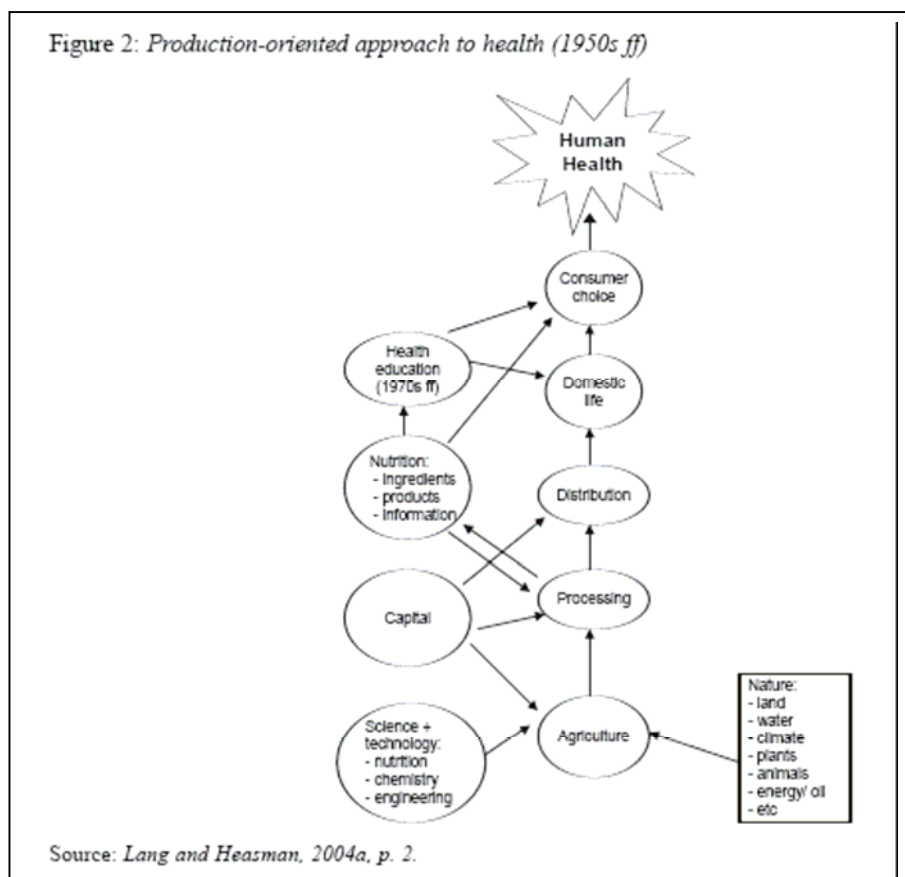 Figure 2: Production-oriented approach to health (1950s ff)
Human
Health
Consumer
choice
Health
education
(1970s ff)
Domestic
life
Nutrition:
- ingredients
- products
- information
Distribution
Capital
Processing
Science +
technology:
- nutrition
- chemistry
- engineering
Agriculture
Nature:
- land
- water
- climate
- plants
- animals
- energy/ oil
- etc
Source: Lang and Heasman, 2004a, p. 2.